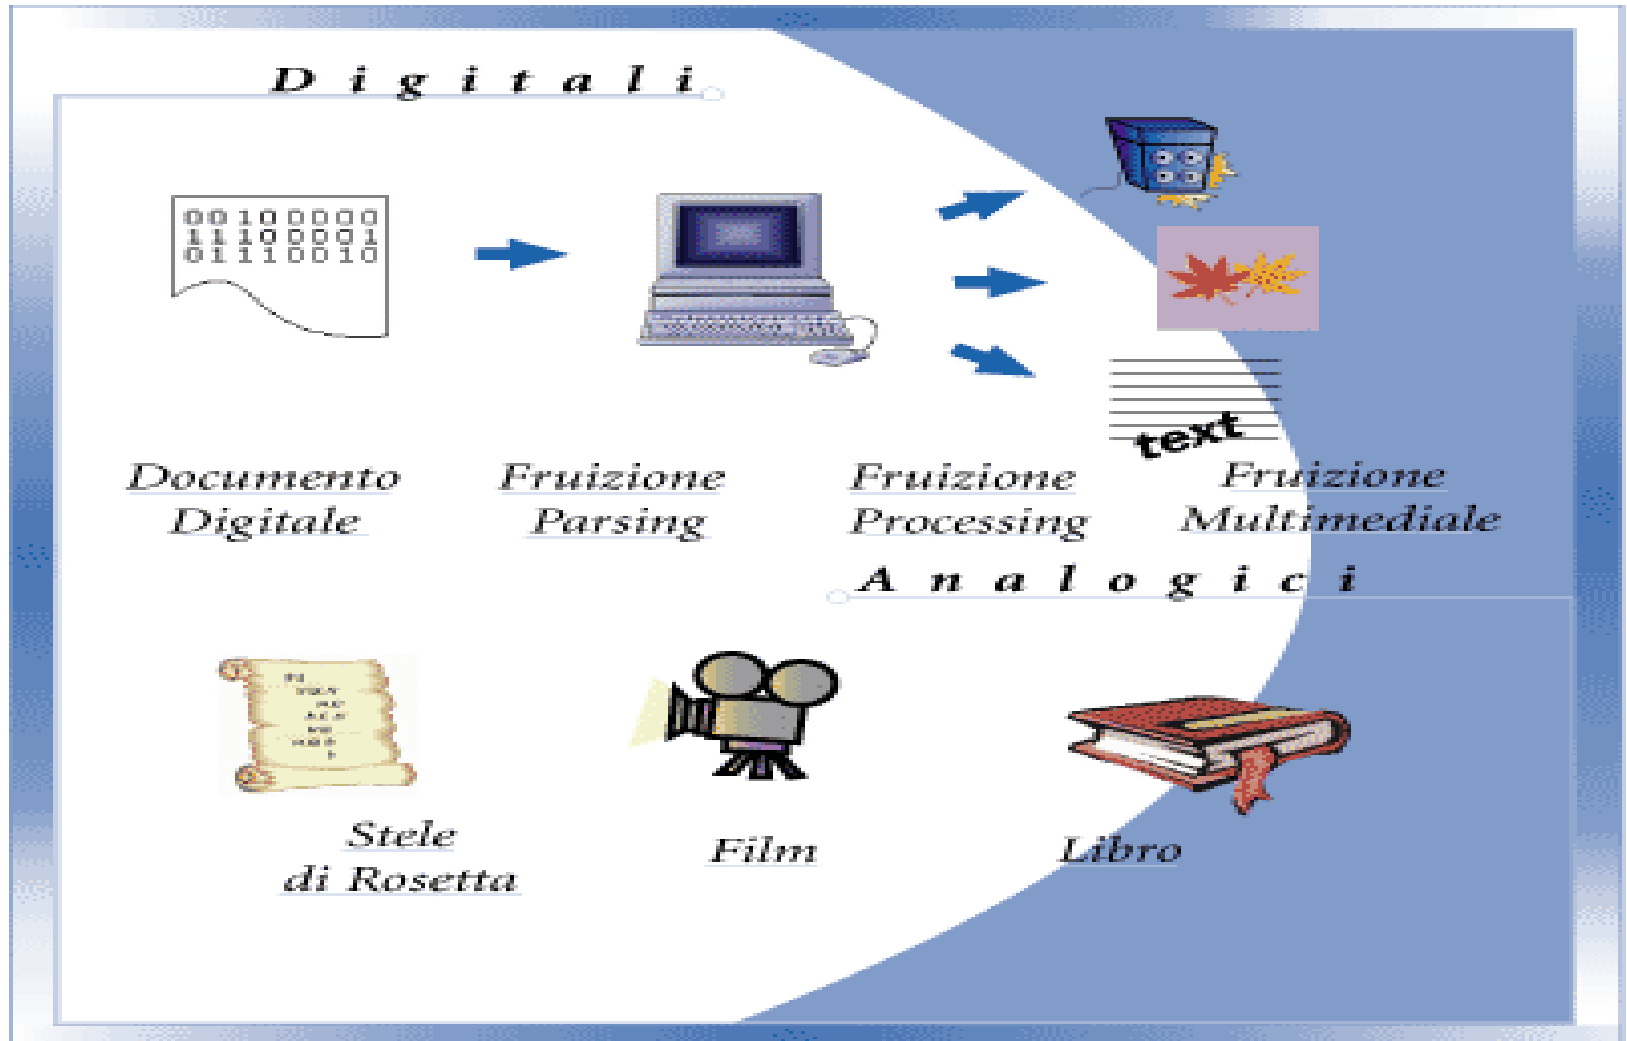 Digitali
00100000
11100001
01110010
text
Documento
Digitale
Fruizione
Parsing
Fruizione
Processing
Fruizione
Multimediale
Analogici
Stele
di Rosetta
Film
Libro